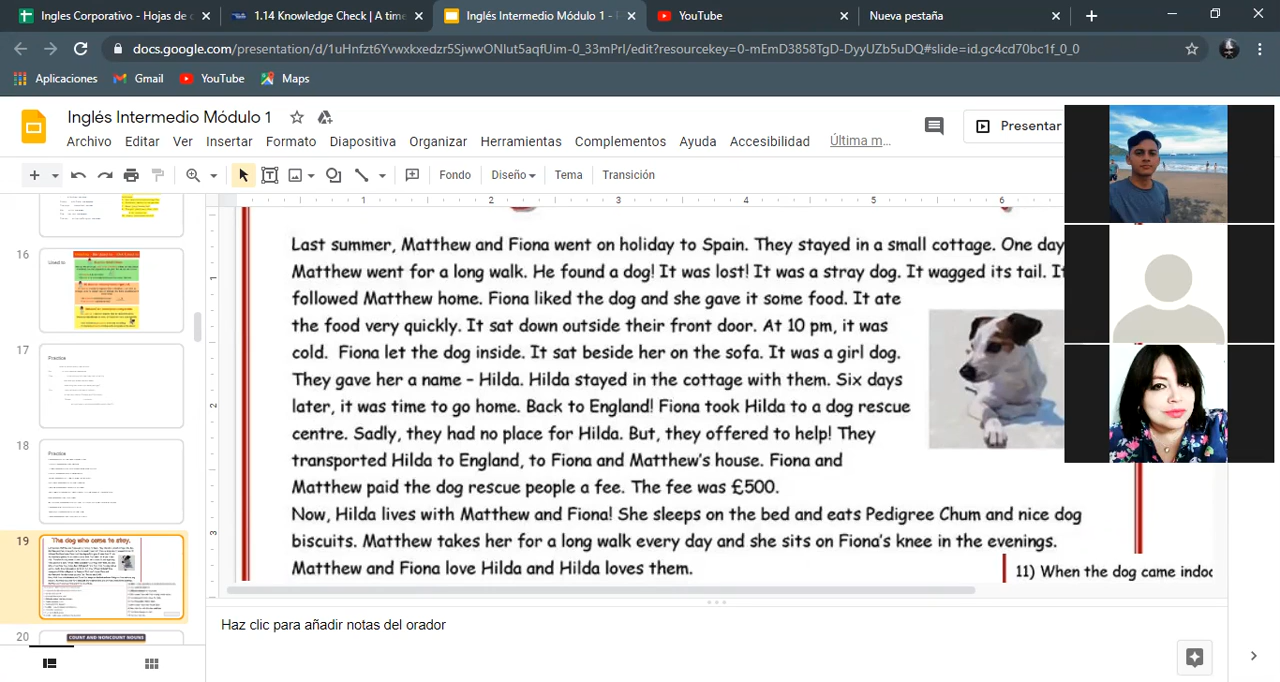 Ingles Corporativo - Hojas de c
1.14 Knowledge Check | A time
Inglés Intermedio Módulo 1 -
YouTube
Nueva pestaña
docs.google.com/presentation/d/1uHnfzt6Yvwxkxedzr5SjwwONlut5aqfUim-0_33mPrI/edit?resourcekey=0-mEmD3858TgD-DyyUZb5uDQ#slide=id.gc4cd70bc1f_0_0
Aplicaciones
Gmail
YouTube
Maps
Inglés Intermedio Módulo 1
Archivo Editar Ver Insertar Formato Diapositiva Organizar Herramientas Complementos Ayuda Accesibilidad Última m...
Presentar
Fondo Diseño Tema Transición
2 3 4 5 6
1
2
3
16
Used to
17
Practice
18
Practice
19
The dog who came to stay.
20
COUNT AND NONCOUNT NOUNS
Last summer, Matthew and Fiona went on holiday to Spain. They stayed in a small cottage. One day
Matthew went for a long walk. He found a dog! It was lost! It was a stray dog. It wagged its tail. It
followed Matthew home. Fiona liked the dog and she gave it some food. It ate
the food very quickly. It sat down outside their front door. At 10 pm, it was
cold. Fiona let the dog inside. It sat beside her on the sofa. It was a girl dog.
They gave her a name – Hilda. Hilda stayed in the cottage with them. Six days
later, it was time to go home. Back to England! Fiona took Hilda to a dog rescue
centre. Sadly, they had no place for Hilda. But, they offered to help! They
transported Hilda to England, to Fiona and Matthew's house. Fiona and
Matthew paid the dog rescue people a fee. The fee was £500.
Now, Hilda lives with Matthew and Fiona! She sleeps on the bed and eats Pedigree Chum and nice dog
biscuits. Matthew takes her for a long walk every day and she sits on Fiona's knee in the evenings.
Matthew and Fiona love Hilda and Hilda loves them.
11) When the dog came indoo
Haz clic para añadir notas del orador